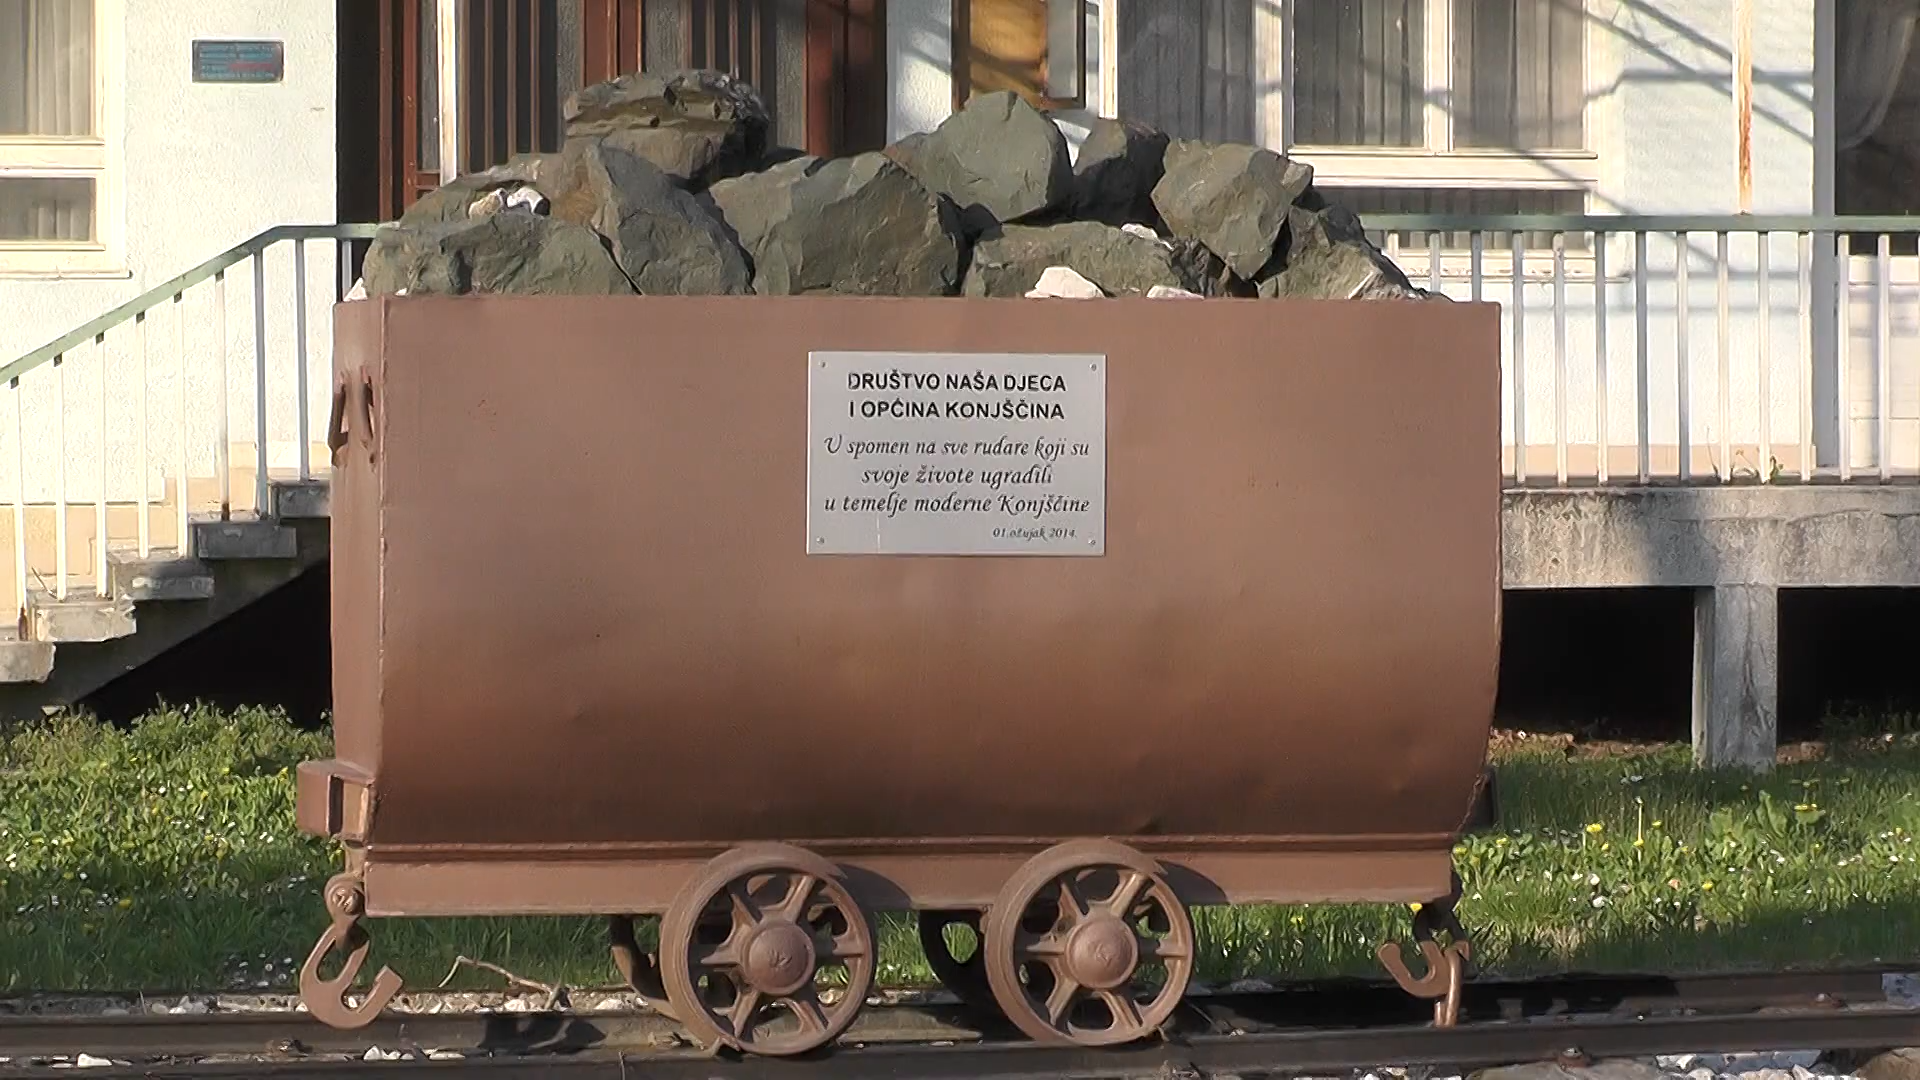 DRUŠTVO NAŠA DJECA
I OPĆINA KONJŠČINA
U spomen na sve rudare koji su
svoje živote ugradili
u temelje moderne Konjščine
01.ožujak 2014.